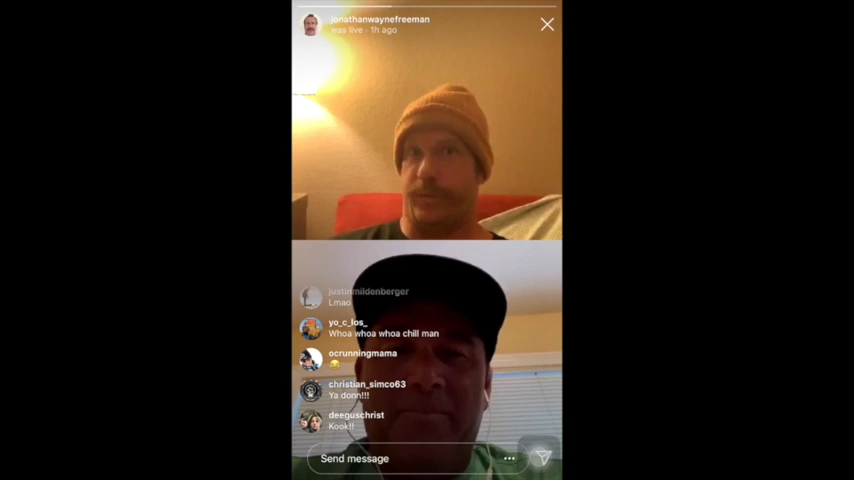 jonathanwaynefreeman
was live · 1h ago
justinmildenberger
Lmao
yo_c_los_
Whoa whoa whoa chill man
ocrunningmama
😂
christian_simco63
Ya donn!!!
deeguschrist
Kook!!
Send message